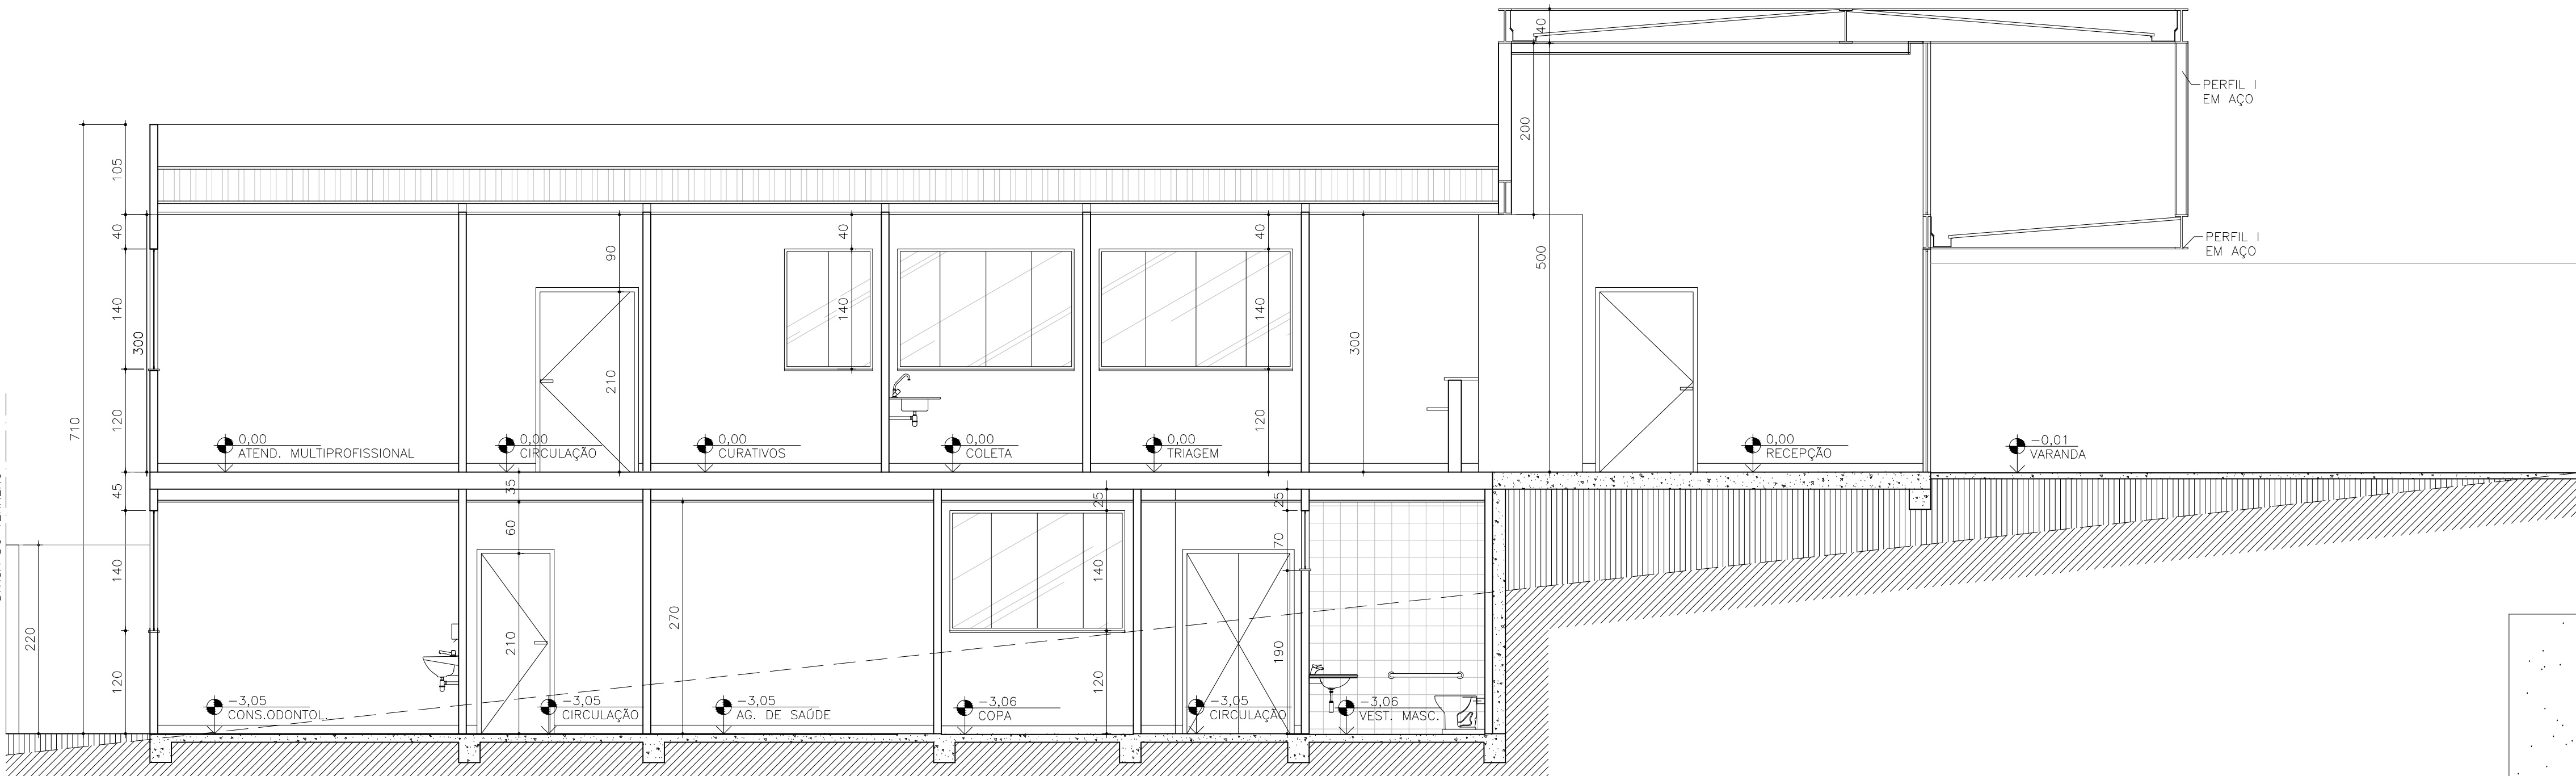 40
PERFIL I
EM AÇO
200
105
40
90
40
40
500
PERFIL I
EM AÇO
140
300
140
140
300
210
710
120
120
0,00
ATEND. MULTIPROFISSIONAL
0,00
CIRCULAÇÃO
0,00
CURATIVOS
0,00
COLETA
0,00
TRIAGEM
0,00
RECEPÇÃO
-0,01
VARANDA
45
35
25
25
60
70
140
140
270
220
210
190
120
120
-3,05
CONS.ODONTOL.
-3,05
CIRCULAÇÃO
-3,05
AG. DE SAÚDE
-3,06
COPA
-3,05
CIRCULAÇÃO
-3,06
VEST. MASC.